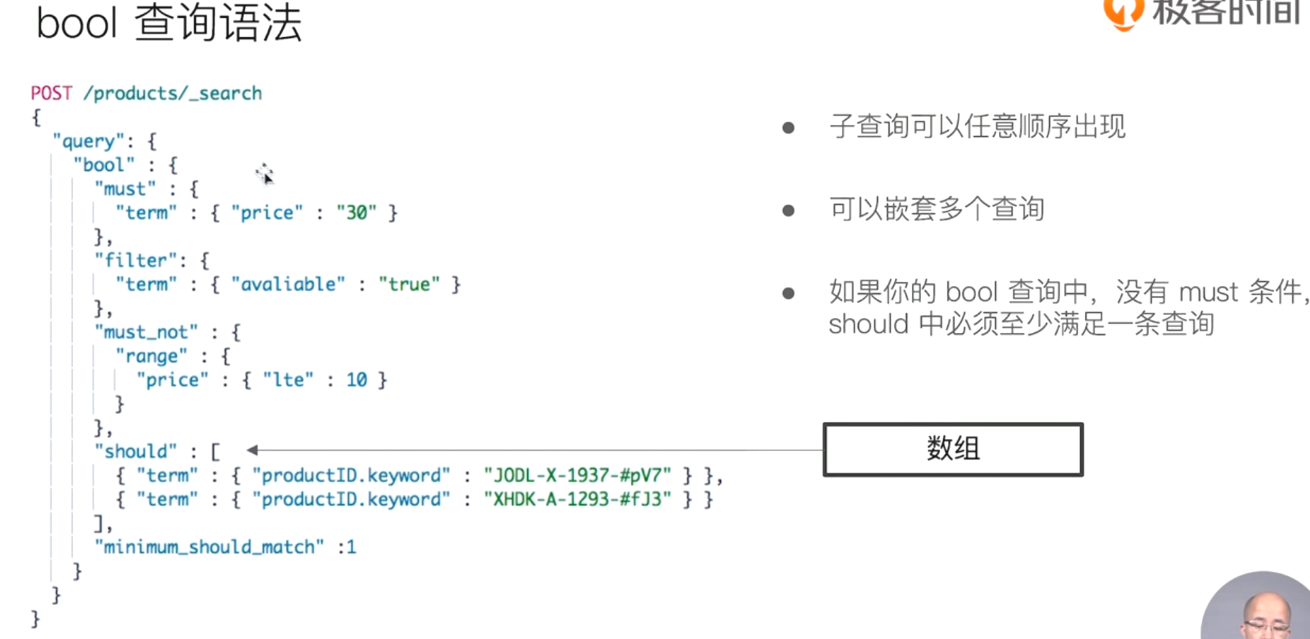 bool 查询语法
极客时间
POST /products/_search
{
  "query": {
    "bool" : {
      "must" : {
        "term" : { "price" : "30" }
      },
      "filter": {
        "term" : { "avaliable" : "true" }
      },
      "must_not" : {
        "range" : {
          "price" : { "lte" : 10 }
        }
      },
      "should" : [
        { "term" : { "productID.keyword" : "JODL-X-1937-#pV7" } },
        { "term" : { "productID.keyword" : "XHDK-A-1293-#fJ3" } }
      ],
      "minimum_should_match" :1
    }
  }
}
子查询可以任意顺序出现
可以嵌套多个查询
如果你的 bool 查询中，没有 must 条件，
should 中必须至少满足一条查询
数组